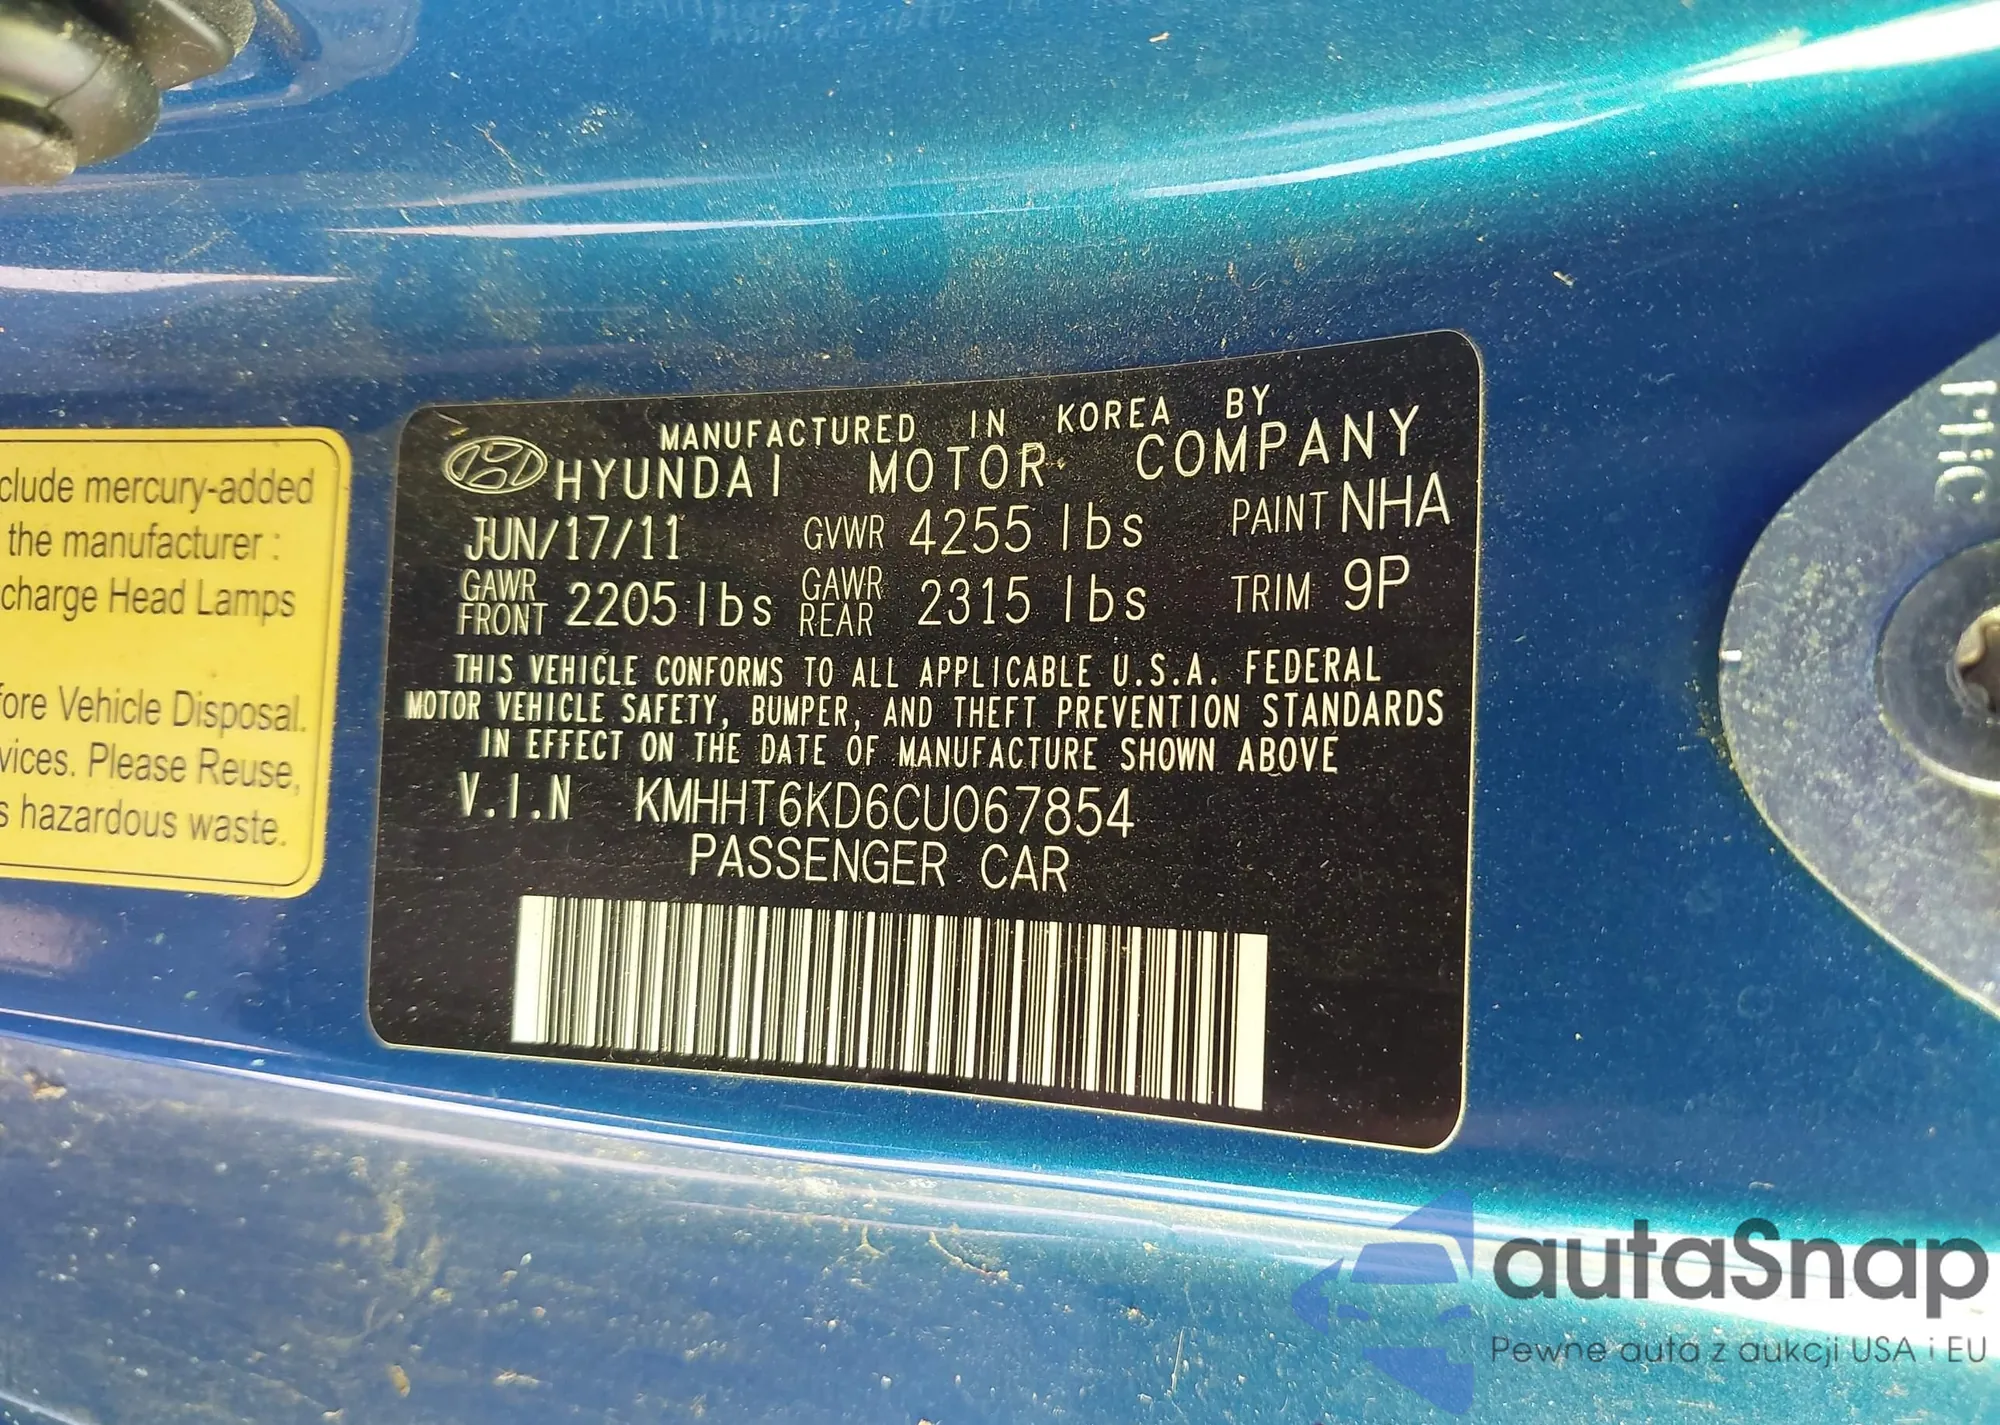 clude mercury-added
the manufacturer :
charge Head Lamps
fore Vehicle Disposal.
vices. Please Reuse,
s hazardous waste.
MANUFACTURED IN KOREA BY
HYUNDAI MOTOR COMPANY
JUN/17/11 GVWR 4255 lbs PAINT NHA
GAWR FRONT 2205 lbs GAWR REAR 2315 lbs TRIM 9P
THIS VEHICLE CONFORMS TO ALL APPLICABLE U.S.A. FEDERAL
MOTOR VEHICLE SAFETY, BUMPER, AND THEFT PREVENTION STANDARDS
IN EFFECT ON THE DATE OF MANUFACTURE SHOWN ABOVE
V.I.N KMHHT6KD6CU067854
PASSENGER CAR
autaSnap
Pewne auta z aukcji USA i EU